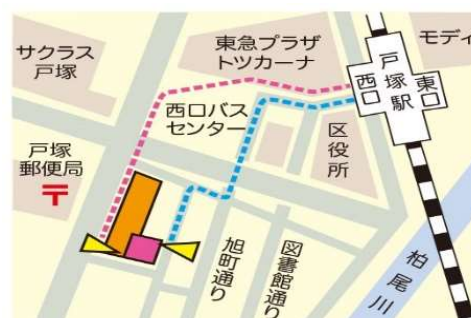 サクラス
戸塚
東急プラザ
トツカーナ
モディ
戸塚駅
西口
東口
西口バス
センター
区役所
戸塚
郵便局
〒
旭町通り
図書館通り
柏尾川